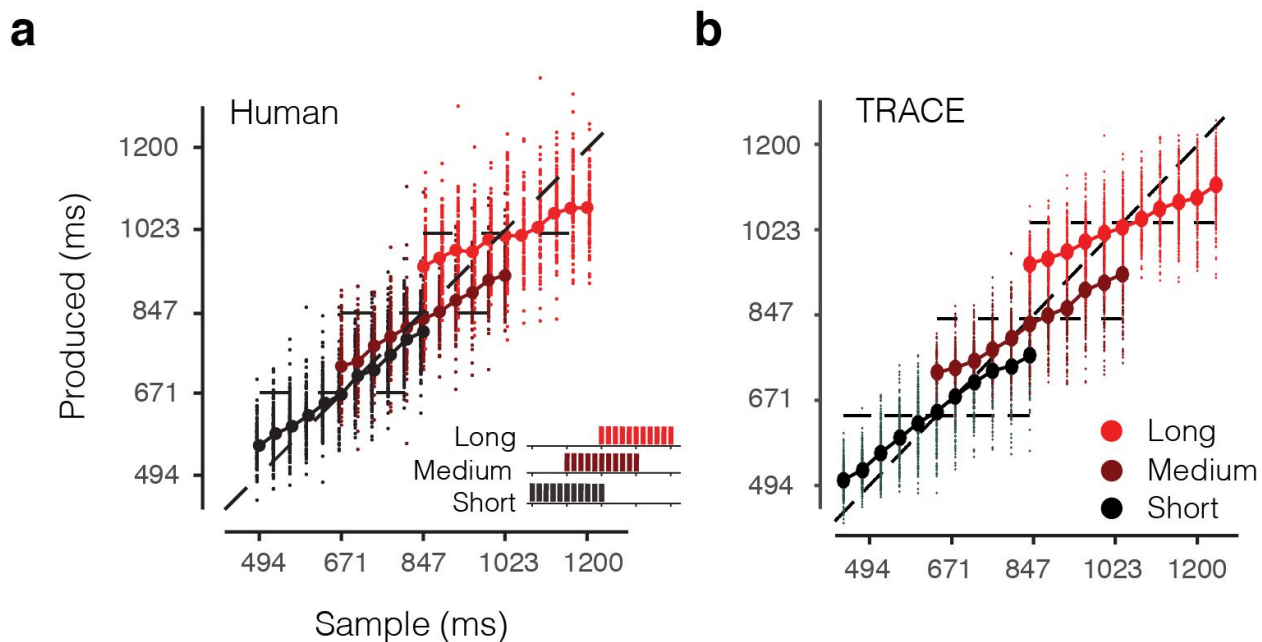 a
Human
Produced (ms)
1200
1023
847
671
494
Long
Medium
Short
494 671 847 1023 1200
Sample (ms)
b
TRACE
1200
1023
847
671
494
Long
Medium
Short
494 671 847 1023 1200